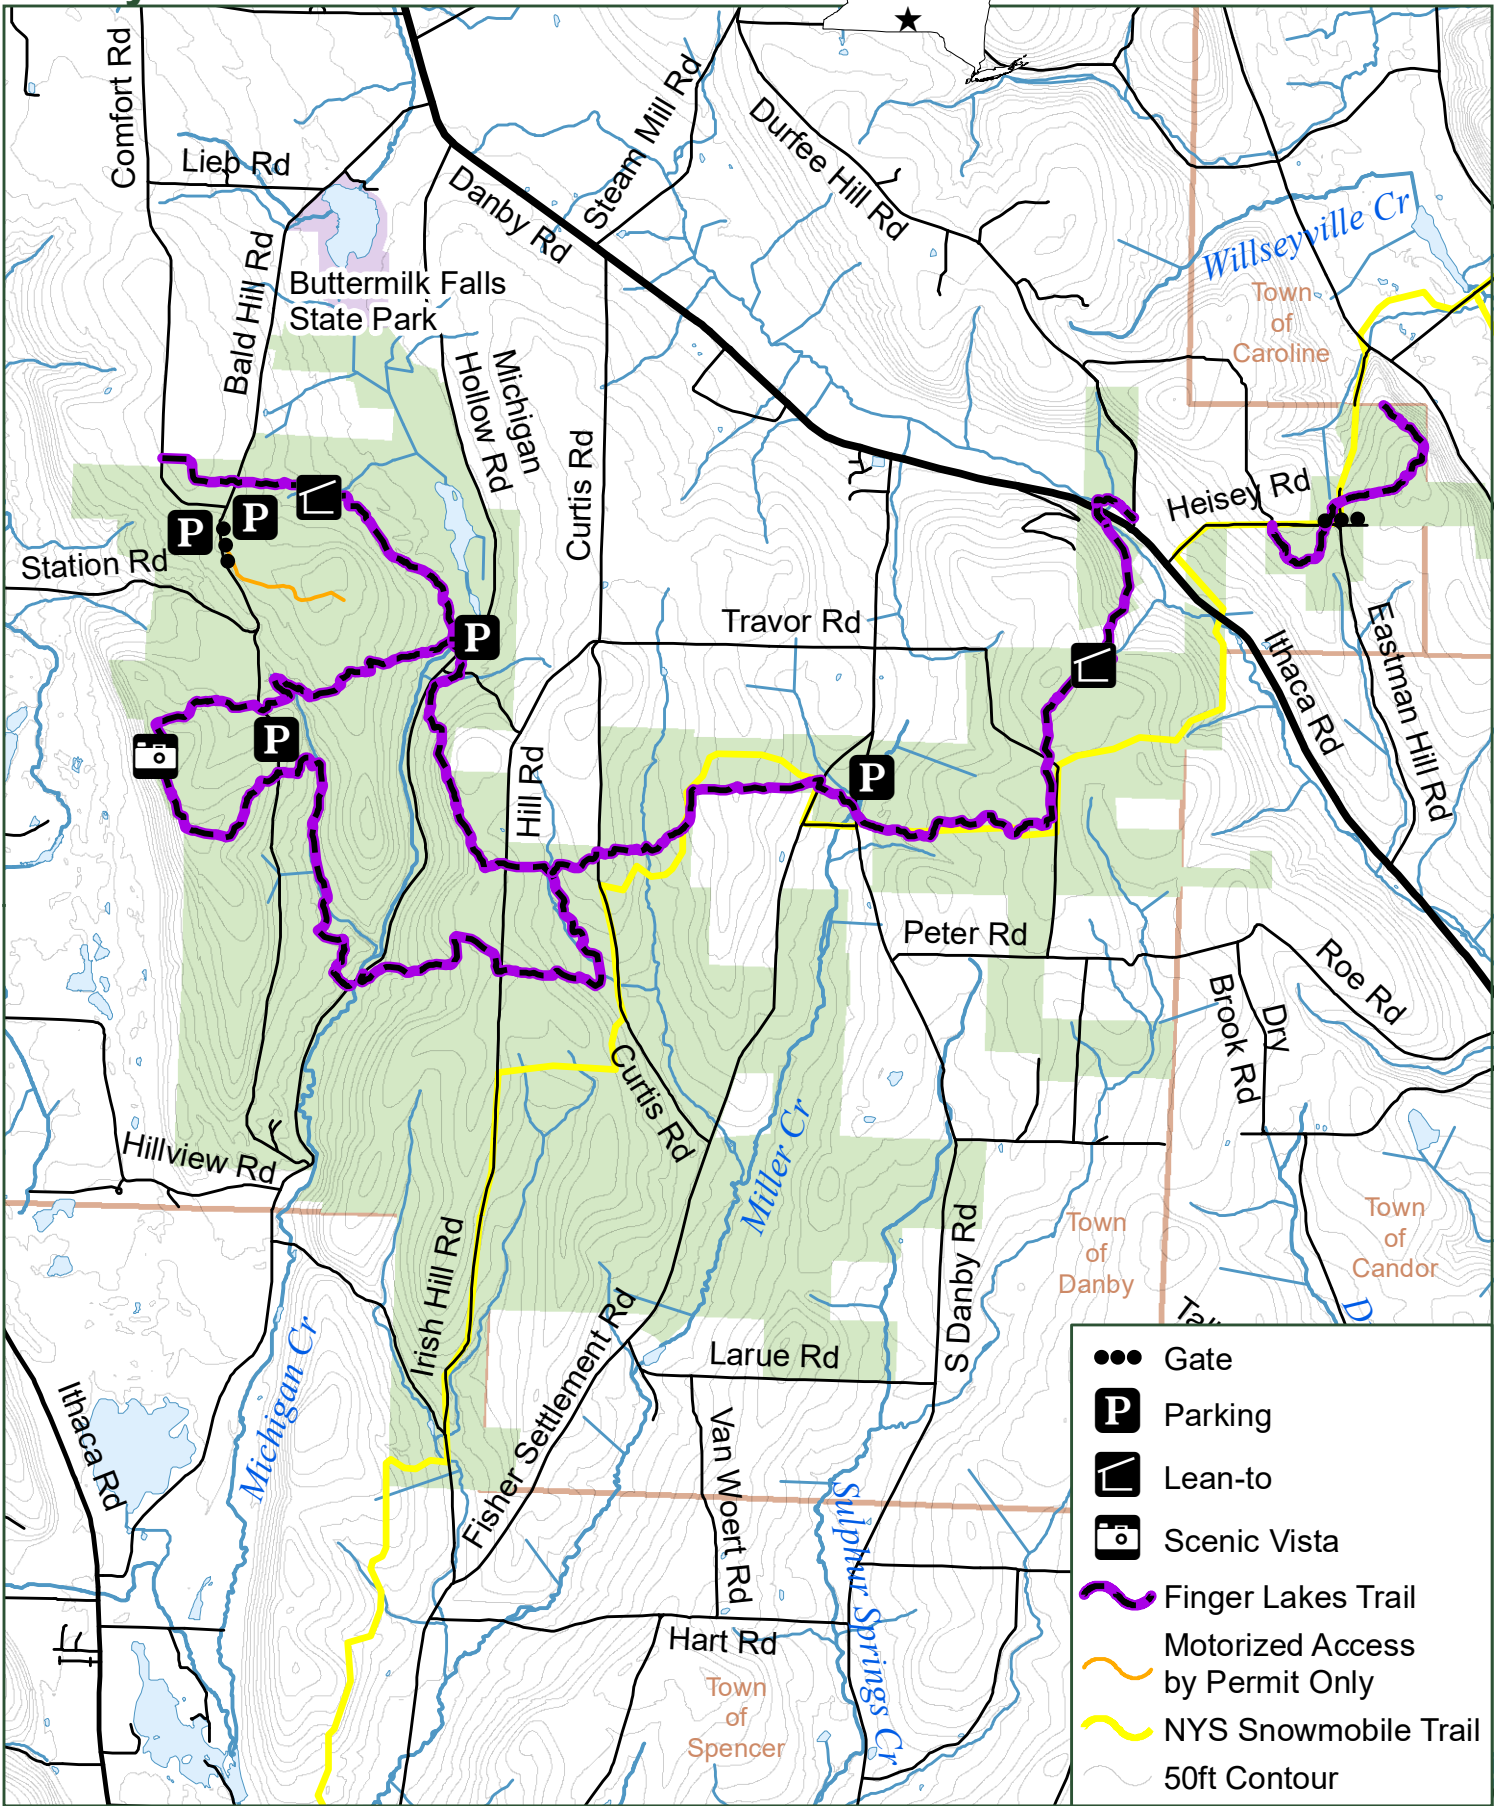 Comfort Rd
Lieb Rd
Bald Hill Rd
Danby Rd
Steam Mill Rd
Durfee Hill Rd
Willseyville Cr
Town
of
Caroline
Buttermilk Falls
State Park
Michigan
Hollow Rd
Curtis Rd
P
P
Station Rd
Heisey Rd
Travor Rd
P
Ithaca Rd
Eastman Hill Rd
P
Hill Rd
P
Peter Rd
Roe Rd
Dry
Brook Rd
Curtis Rd
Hillview Rd
Miller Cr
Irish Hill Rd
S Danby Rd
Town
of
Danby
Town
of
Candor
D
Michigan Cr
Fisher Settlement Rd
Larue Rd
Ithaca Rd
Van Woert Rd
Sulphur Springs Cr
Hart Rd
Town
of
Spencer
Gate
P Parking
Lean-to
Scenic Vista
Finger Lakes Trail
Motorized Access
by Permit Only
NYS Snowmobile Trail
50ft Contour